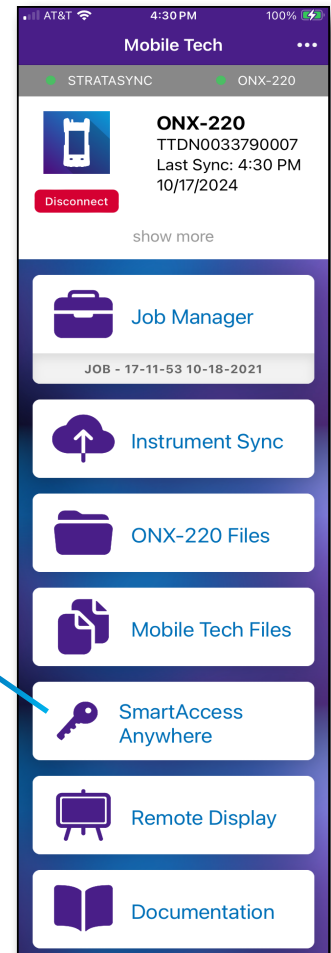 AT&T 4:30 PM 100%
Mobile Tech
STRATASYNC ONX-220
ONX-220
TTDN0033790007
Last Sync: 4:30 PM
10/17/2024
Disconnect
show more
Job Manager
JOB - 17-11-53 10-18-2021
Instrument Sync
ONX-220 Files
Mobile Tech Files
SmartAccess
Anywhere
Remote Display
Documentation